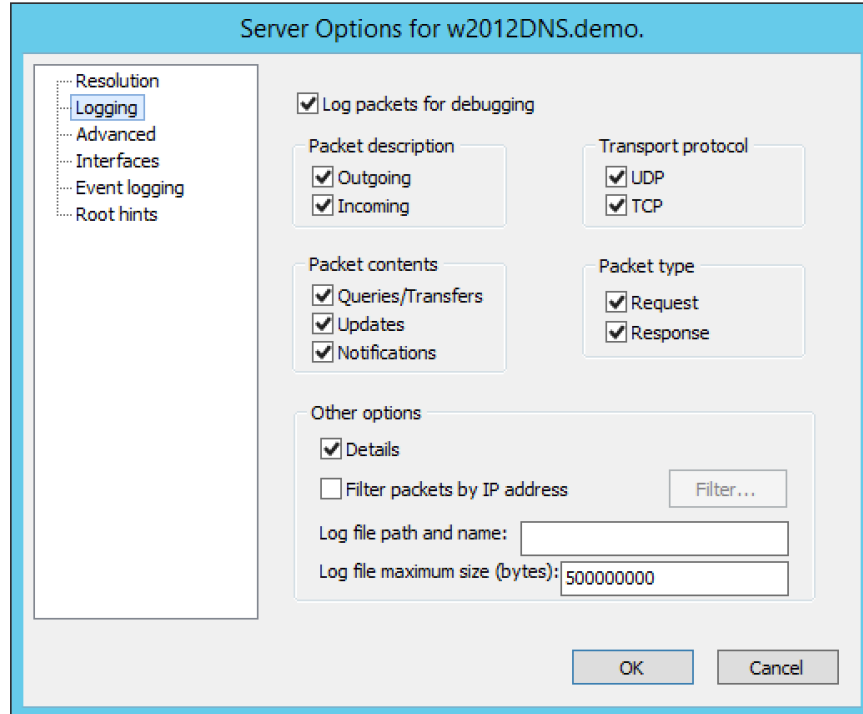 Server Options for w2012DNS.demo.
Resolution
Logging
Advanced
Interfaces
Event logging
Root hints
Log packets for debugging
Packet description
Outgoing
Incoming
Transport protocol
UDP
TCP
Packet contents
Queries/Transfers
Updates
Notifications
Packet type
Request
Response
Other options
Details
Filter packets by IP address
Filter...
Log file path and name:
Log file maximum size (bytes): 500000000
OK
Cancel